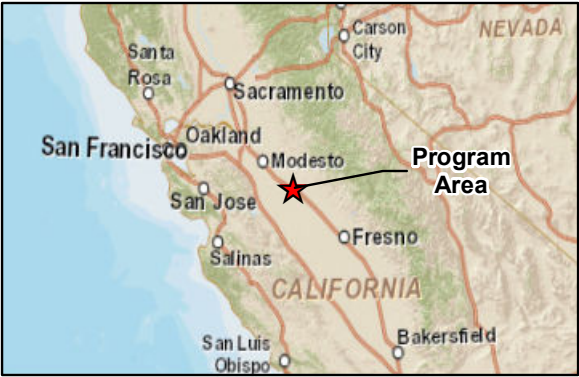 Carson
City
NEVADA
Santa
Rosa
Sacramento
Oakland
San Francisco
Modesto
Program
Area
San Jose
Fresno
Salinas
CALIFORNIA
San Luis
Obispo
Bakersfield